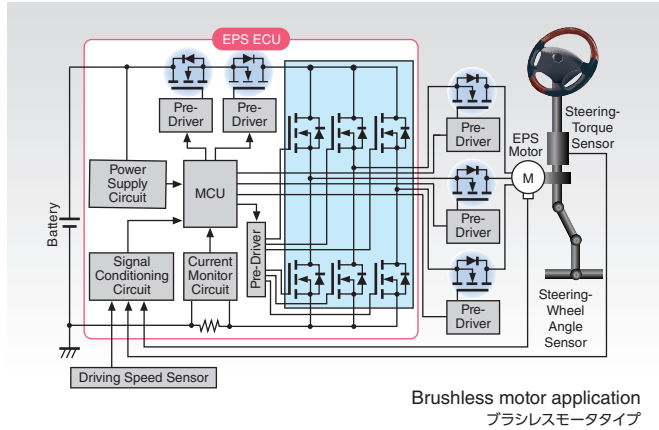 EPS ECU
Pre-
Driver
Pre-
Driver
Pre-
Driver
Steering-
Torque
Sensor
EPS
Motor
M
Power
Supply
Circuit
MCU
Pre-
Driver
Battery
Signal
Conditioning
Circuit
Current
Monitor
Circuit
Pre-Driver
Pre-
Driver
Steering-
Wheel
Angle
Sensor
Driving Speed Sensor
Brushless motor application
ブラシレスモータタイプ